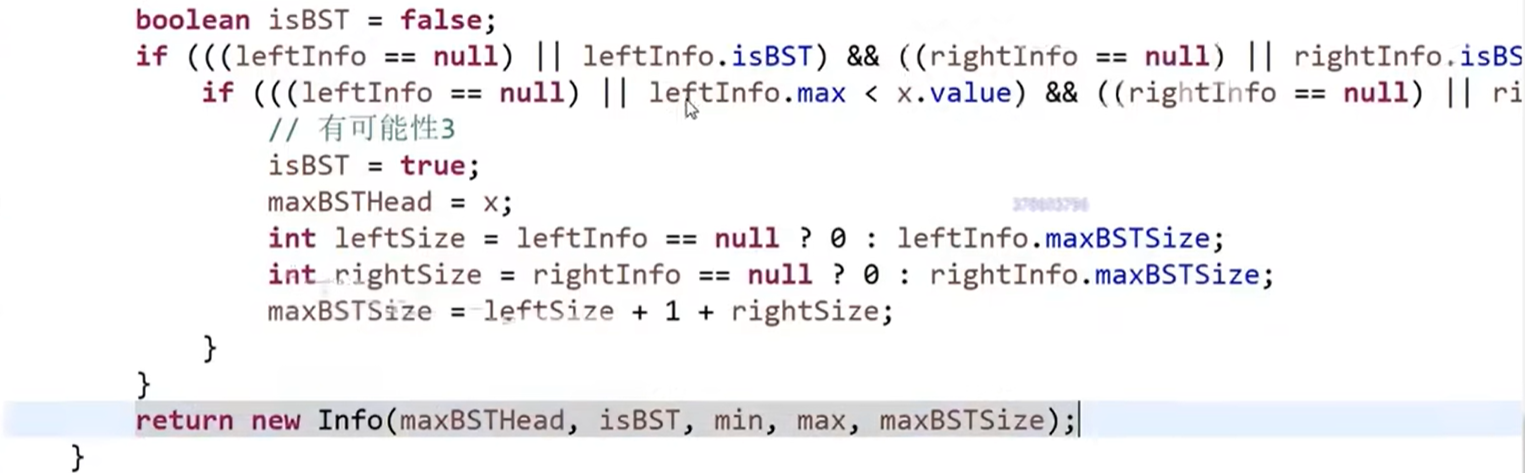 boolean isBST = false;
if (((leftInfo == null) || leftInfo.isBST) && ((rightInfo == null) || rightInfo.isBS
if (((leftInfo == null) || leftInfo.max < x.value) && ((rightInfo == null) || ri
// 有可能性3
isBST = true;
maxBSTHead = x;
int leftSize = leftInfo == null ? 0 : leftInfo.maxBSTSize;
int rightSize = rightInfo == null ? 0 : rightInfo.maxBSTSize;
maxBSTSize = leftSize + 1 + rightSize;
}
}
return new Info(maxBSTHead, isBST, min, max, maxBSTSize);
}